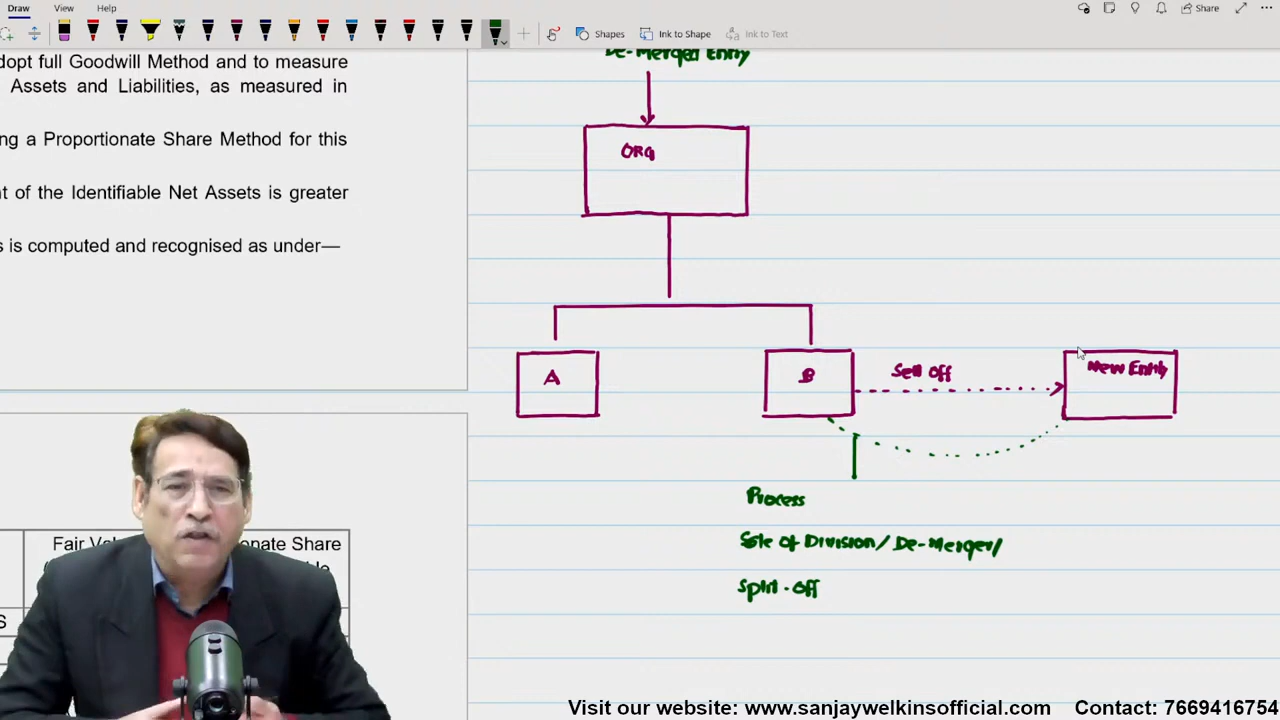 Draw View Help
Share
Shapes Ink to Shape Ink to Text
dopt full Goodwill Method and to measure
Assets and Liabilities, as measured in
ng a Proportionate Share Method for this
t of the Identifiable Net Assets is greater
s is computed and recognised as under—
De-Merged Entity
ORG
A
B
Sell Off
New Entity
Process
Sale of Division/ De-Merger/
Split-Off
Fair Val onate Share
S
Visit our website: www.sanjaywelkinsofficial.com Contact: 7669416754